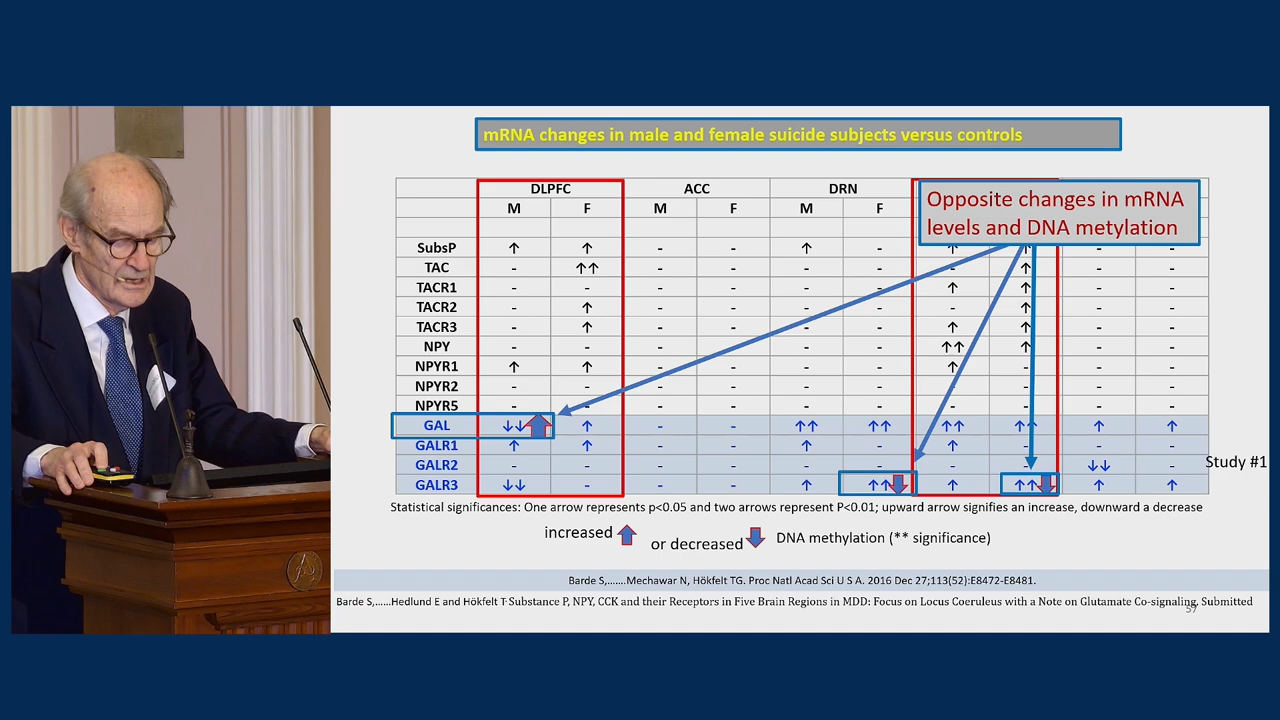 mRNA changes in male and female suicide subjects versus controls
DLPFC ACC DRN
M F M F M F
Opposite changes in mRNA
levels and DNA metylation
SubsP ↑ ↑ - - ↑ - ↑ ↑ - -
TAC - ↑↑ - - - - - ↑ - -
TACR1 - - - - - - ↑ ↑ - -
TACR2 - ↑ - - - - - ↑ - -
TACR3 - ↑ - - - - ↑ ↑ - -
NPY - - - - - - ↑↑ ↑ - -
NPYR1 ↑ ↑ - - - - ↑ - - -
NPYR2 - - - - - - - - - -
NPYR5 - - - - - - - - - -
GAL ↓↓ ↑ - - ↑↑ ↑↑ ↑↑ ↑↑ ↑ ↑
GALR1 ↑ ↑ - - ↑ - ↑ - - -
GALR2 - - - - - - - - ↓↓ -
Study #1
GALR3 ↓↓ - - - ↑ ↑↑ ↑ ↑↑ ↑ ↑
Statistical significances: One arrow represents p<0.05 and two arrows represent P<0.01; upward arrow signifies an increase, downward a decrease
increased or decreased DNA methylation (** significance)
Barde S,.......Mechawar N, Hökfelt TG. Proc Natl Acad Sci U S A. 2016 Dec 27;113(52):E8472-E8481.
Barde S,......Hedlund E and Hökfelt T Substance P, NPY, CCK and their Receptors in Five Brain Regions in MDD: Focus on Locus Coeruleus with a Note on Glutamate Co-signaling, Submitted